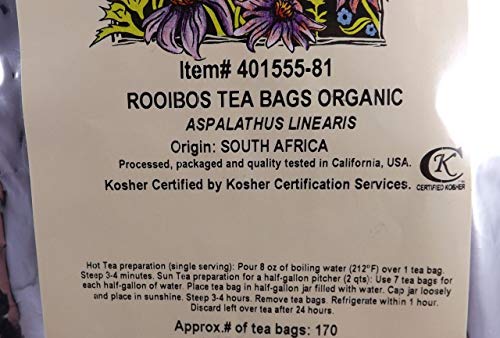 Item# 401555-81
ROOIBOS TEA BAGS ORGANIC
ASPALATHUS LINEARIS
Origin: SOUTH AFRICA
Processed, packaged and quality tested in California, USA.
Kosher Certified by Kosher Certification Services.
K
CERTIFIED KOSHER
Hot Tea preparation (single serving): Pour 8 oz of boiling water (212°F) over 1 tea bag.
Steep 3-4 minutes. Sun Tea preparation for a half-gallon pitcher (2 qts): Use 7 tea bags for
each half-gallon of water. Place tea bag in half-gallon jar filled with water. Cap jar loosely
and place in sunshine. Steep 3-4 hours. Remove tea bags. Refrigerate within 1 hour.
Discard left over tea after 24 hours.
Approx.# of tea bags: 170